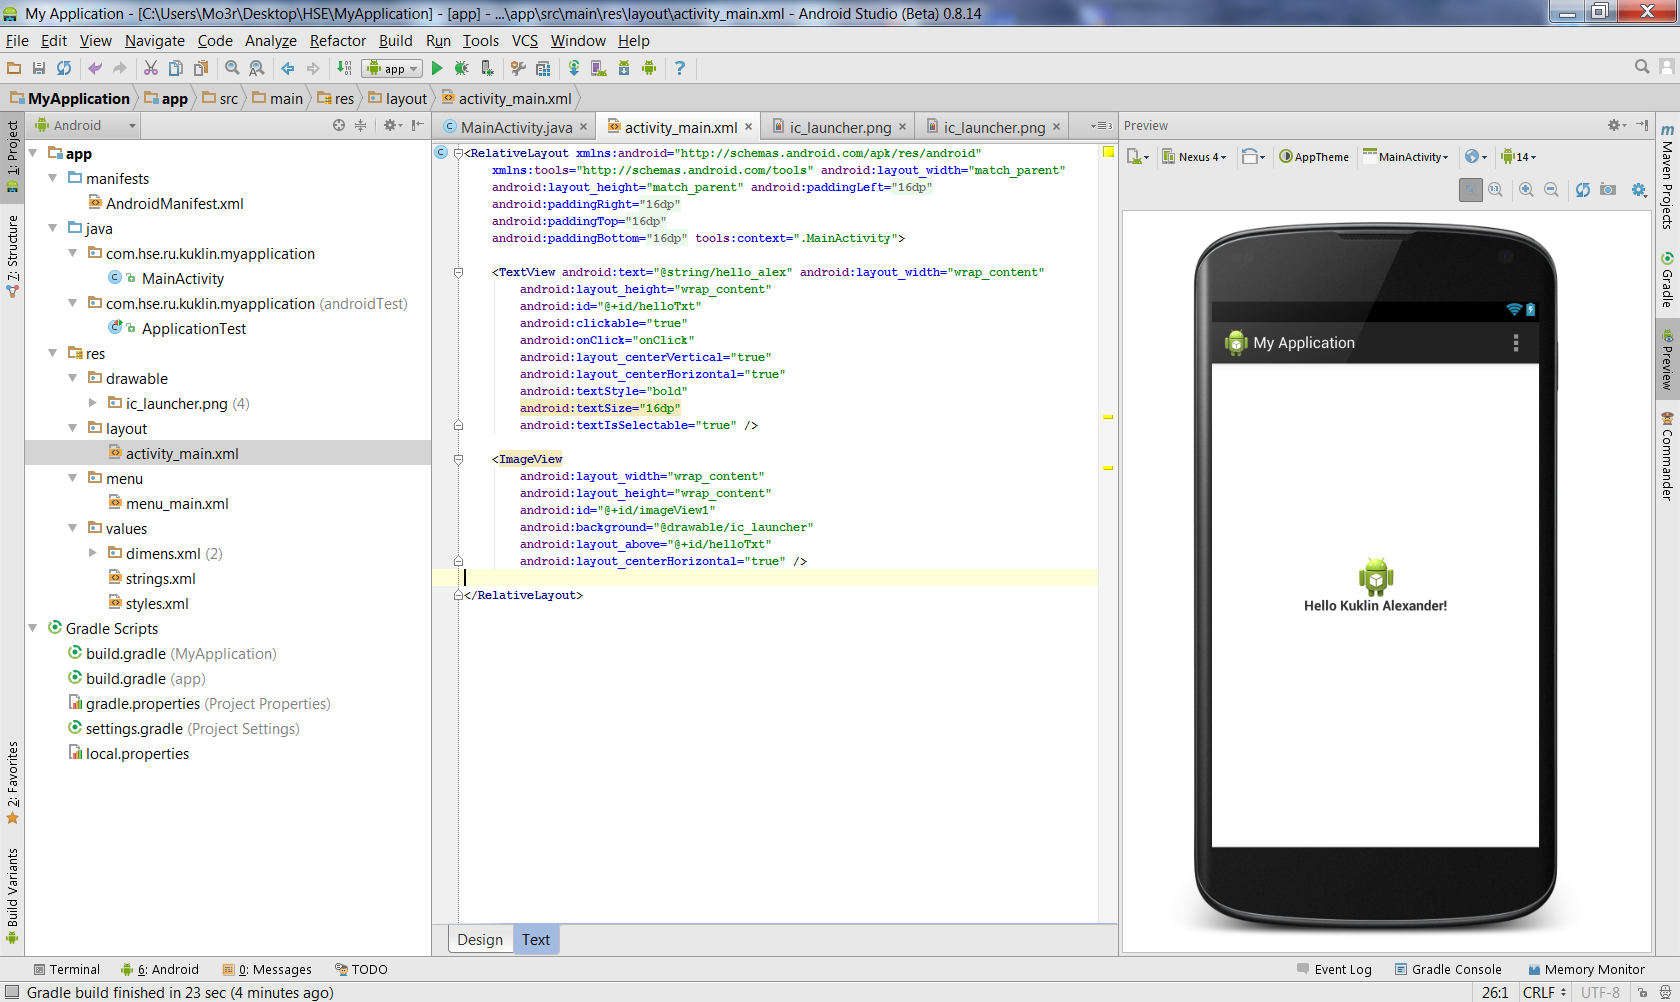 My Application - [C:\Users\Mo3r\Desktop\HSE\MyApplication] - [app] - ...\app\src\main\res\layout\activity_main.xml - Android Studio (Beta) 0.8.14
File Edit View Navigate Code Analyze Refactor Build Run Tools VCS Window Help
app
MyApplication app src main res layout activity_main.xml
1: Project
7: Structure
2: Favorites
Build Variants
Android
app
manifests
AndroidManifest.xml
java
com.hse.ru.kuklin.myapplication
MainActivity
com.hse.ru.kuklin.myapplication (androidTest)
ApplicationTest
res
drawable
ic_launcher.png (4)
layout
activity_main.xml
menu
menu_main.xml
values
dimens.xml (2)
strings.xml
styles.xml
Gradle Scripts
build.gradle (MyApplication)
build.gradle (app)
gradle.properties (Project Properties)
settings.gradle (Project Settings)
local.properties
MainActivity.java activity_main.xml ic_launcher.png ic_launcher.png
<RelativeLayout xmlns:android="http://schemas.android.com/apk/res/android"
xmlns:tools="http://schemas.android.com/tools" android:layout_width="match_parent"
android:layout_height="match_parent" android:paddingLeft="16dp"
android:paddingRight="16dp"
android:paddingTop="16dp"
android:paddingBottom="16dp" tools:context=".MainActivity">
<TextView android:text="@string/hello_alex" android:layout_width="wrap_content"
android:layout_height="wrap_content"
android:id="@+id/helloTxt"
android:clickable="true"
android:onClick="onClick"
android:layout_centerVertical="true"
android:layout_centerHorizontal="true"
android:textStyle="bold"
android:textSize="16dp"
android:textIsSelectable="true" />
<ImageView
android:layout_width="wrap_content"
android:layout_height="wrap_content"
android:id="@+id/imageView1"
android:background="@drawable/ic_launcher"
android:layout_above="@+id/helloTxt"
android:layout_centerHorizontal="true" />
</RelativeLayout>
Design Text
Preview
Nexus 4 AppTheme MainActivity 14
My Application
Hello Kuklin Alexander!
Maven Projects
Gradle
Preview
Commander
Terminal 6: Android 0: Messages TODO Event Log Gradle Console Memory Monitor
Gradle build finished in 23 sec (4 minutes ago) 26:1 CRLF UTF-8